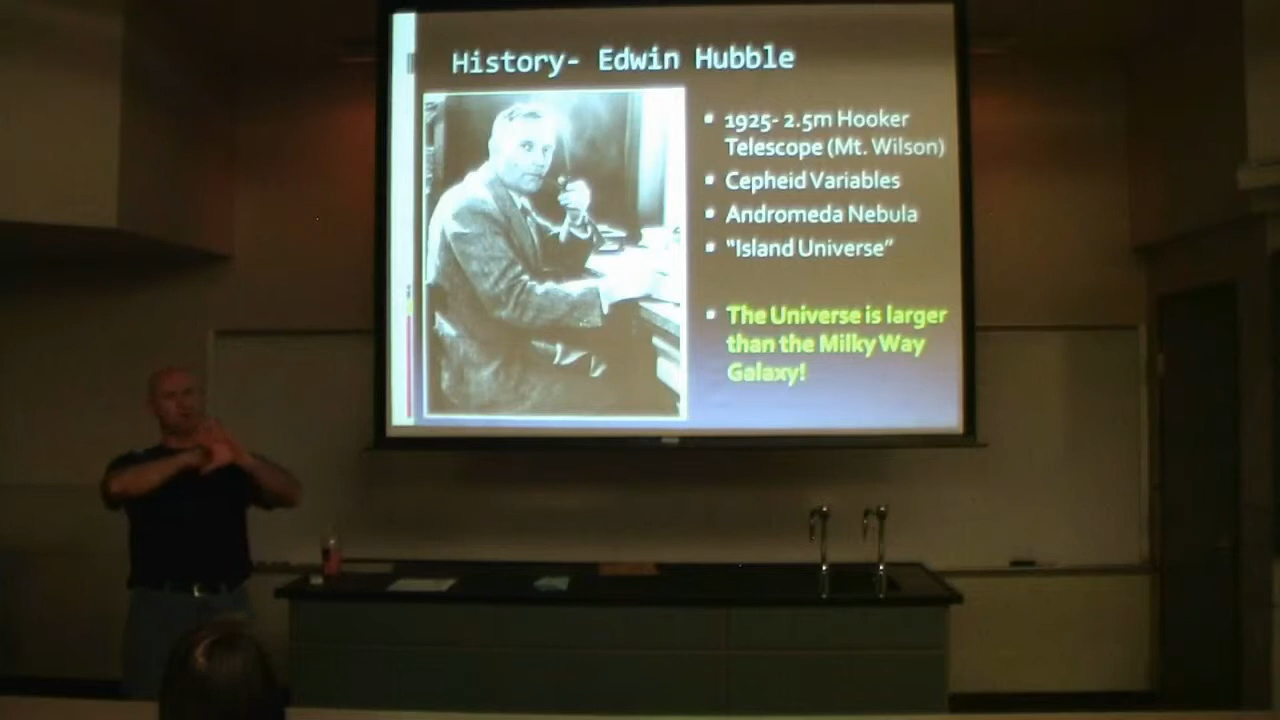 History- Edwin Hubble
1925- 2.5m Hooker
Telescope (Mt. Wilson)
Cepheid Variables
Andromeda Nebula
"Island Universe"
The Universe is larger
than the Milky Way
Galaxy!